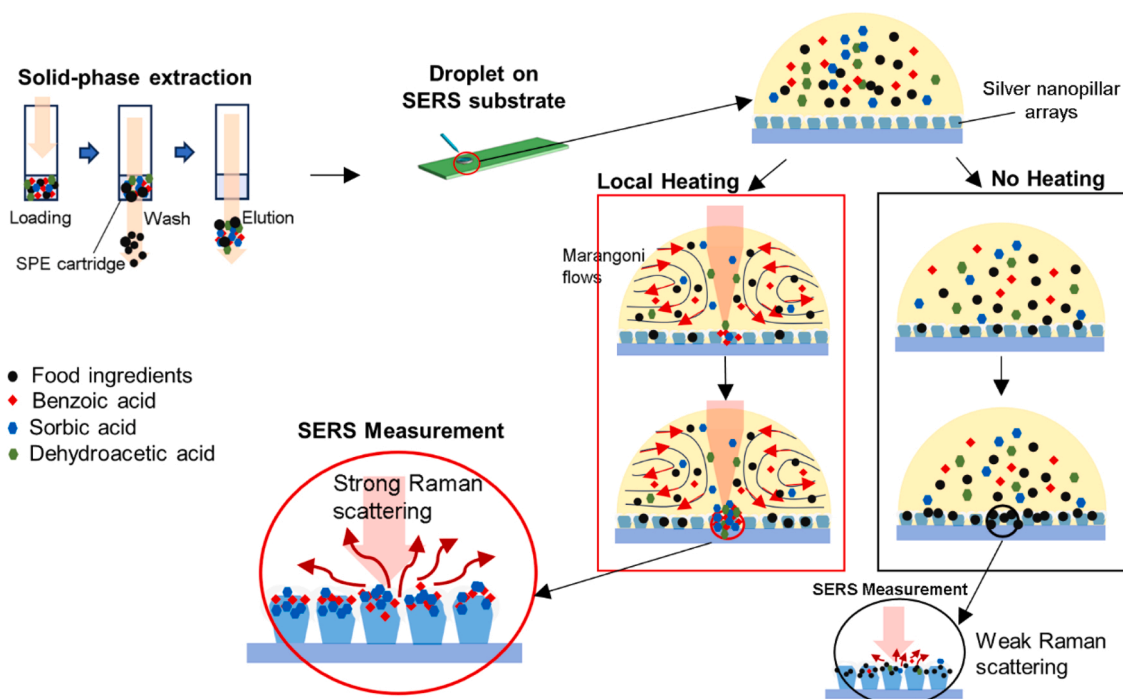 Solid-phase extraction
Loading
Wash
Elution
SPE cartridge
Droplet on
SERS substrate
Silver nanopillar
arrays
Local Heating
No Heating
Marangoni
flows
Food ingredients
Benzoic acid
Sorbic acid
Dehydroacetic acid
SERS Measurement
Strong Raman
scattering
SERS Measurement
Weak Raman
scattering